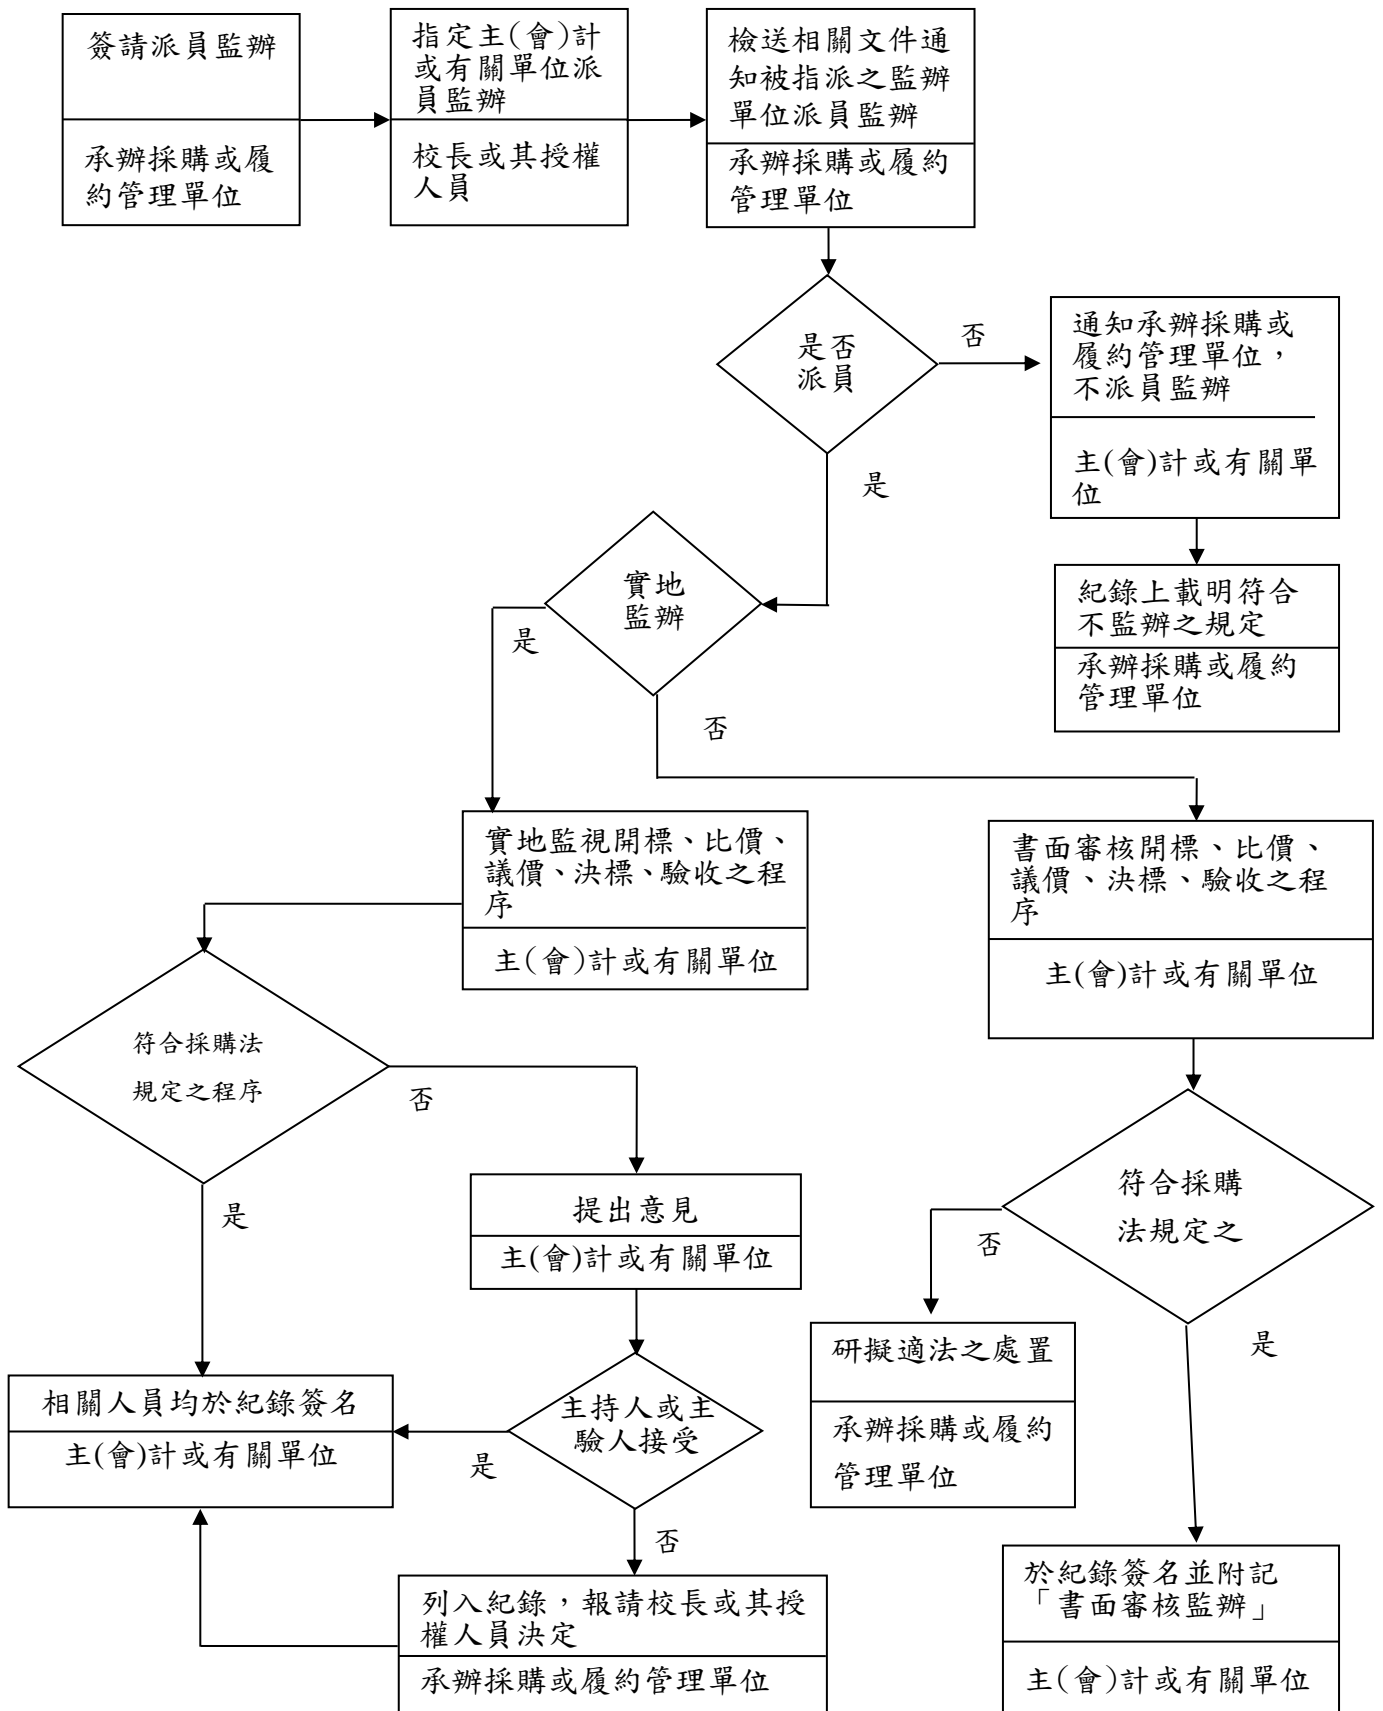 簽請派員監辦
承辦採購或履
約管理單位
指定主(會)計
或有關單位派
員監辦
校長或其授權
人員
檢送相關文件通
知被指派之監辦
單位派員監辦
承辦採購或履約
管理單位
是否
派員
否
是
通知承辦採購或
履約管理單位，
不派員監辦
主(會)計或有關單
位
紀錄上載明符合
不監辦之規定
承辦採購或履約
管理單位
實地
監辦
是
否
實地監視開標、比價、
議價、決標、驗收之程
序
主(會)計或有關單位
書面審核開標、比價、
議價、決標、驗收之程
序
主(會)計或有關單位
符合採購法
規定之程序
否
是
提出意見
主(會)計或有關單位
符合採購
法規定之
否
是
研擬適法之處置
承辦採購或履約
管理單位
相關人員均於紀錄簽名
主(會)計或有關單位
主持人或主
驗人接受
是
否
列入紀錄，報請校長或其授
權人員決定
承辦採購或履約管理單位
於紀錄簽名並附記
「書面審核監辦」
主(會)計或有關單位